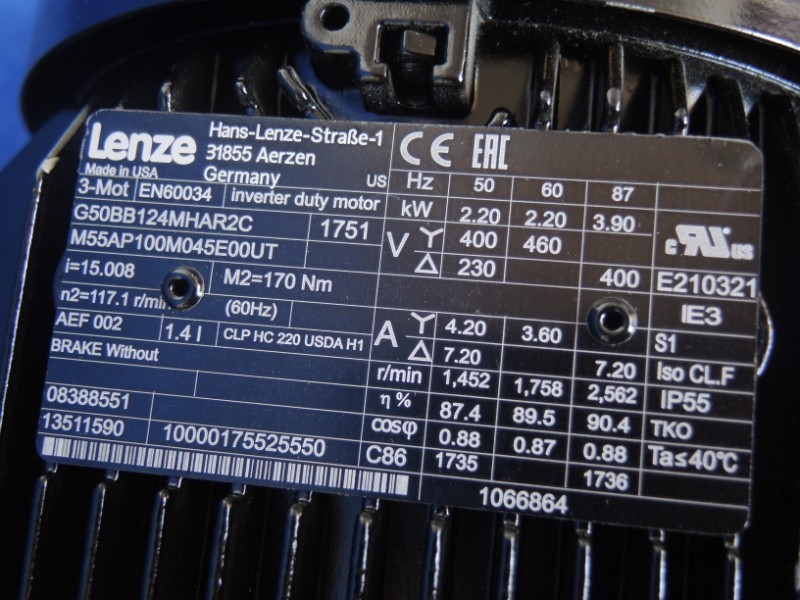 Lenze Hans-Lenze-Straße-1
31855 Aerzen
Made in USA Germany US
3-Mot EN60034 inverter duty motor
G50BB124MHAR2C 1751
M55AP100M045E00UT
i=15.008 M2=170 Nm
n2=117.1 r/min (60Hz)
AEF 002 1.4 l CLP HC 220 USDA H1
BRAKE Without
08388551
13511590 10000175525550
CE EAC
Hz 50 60 87
kW 2.20 2.20 3.90
V Y 400 460
Δ 230 400
A Y 4.20 3.60
Δ 7.20 7.20
r/min 1,452 1,758 2,562
η % 87.4 89.5 90.4
cosφ 0.88 0.87 0.88
C86 1735 1736
1066864
c RU us
E210321
IE3
S1
Iso CL.F
IP55
TKO
Ta≤40°C